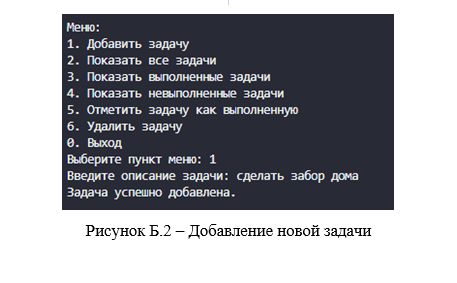 Меню:
1. Добавить задачу
2. Показать все задачи
3. Показать выполненные задачи
4. Показать невыполненные задачи
5. Отметить задачу как выполненную
6. Удалить задачу
0. Выход
Выберите пункт меню: 1
Введите описание задачи: сделать забор дома
Задача успешно добавлена.
Рисунок Б.2 – Добавление новой задачи